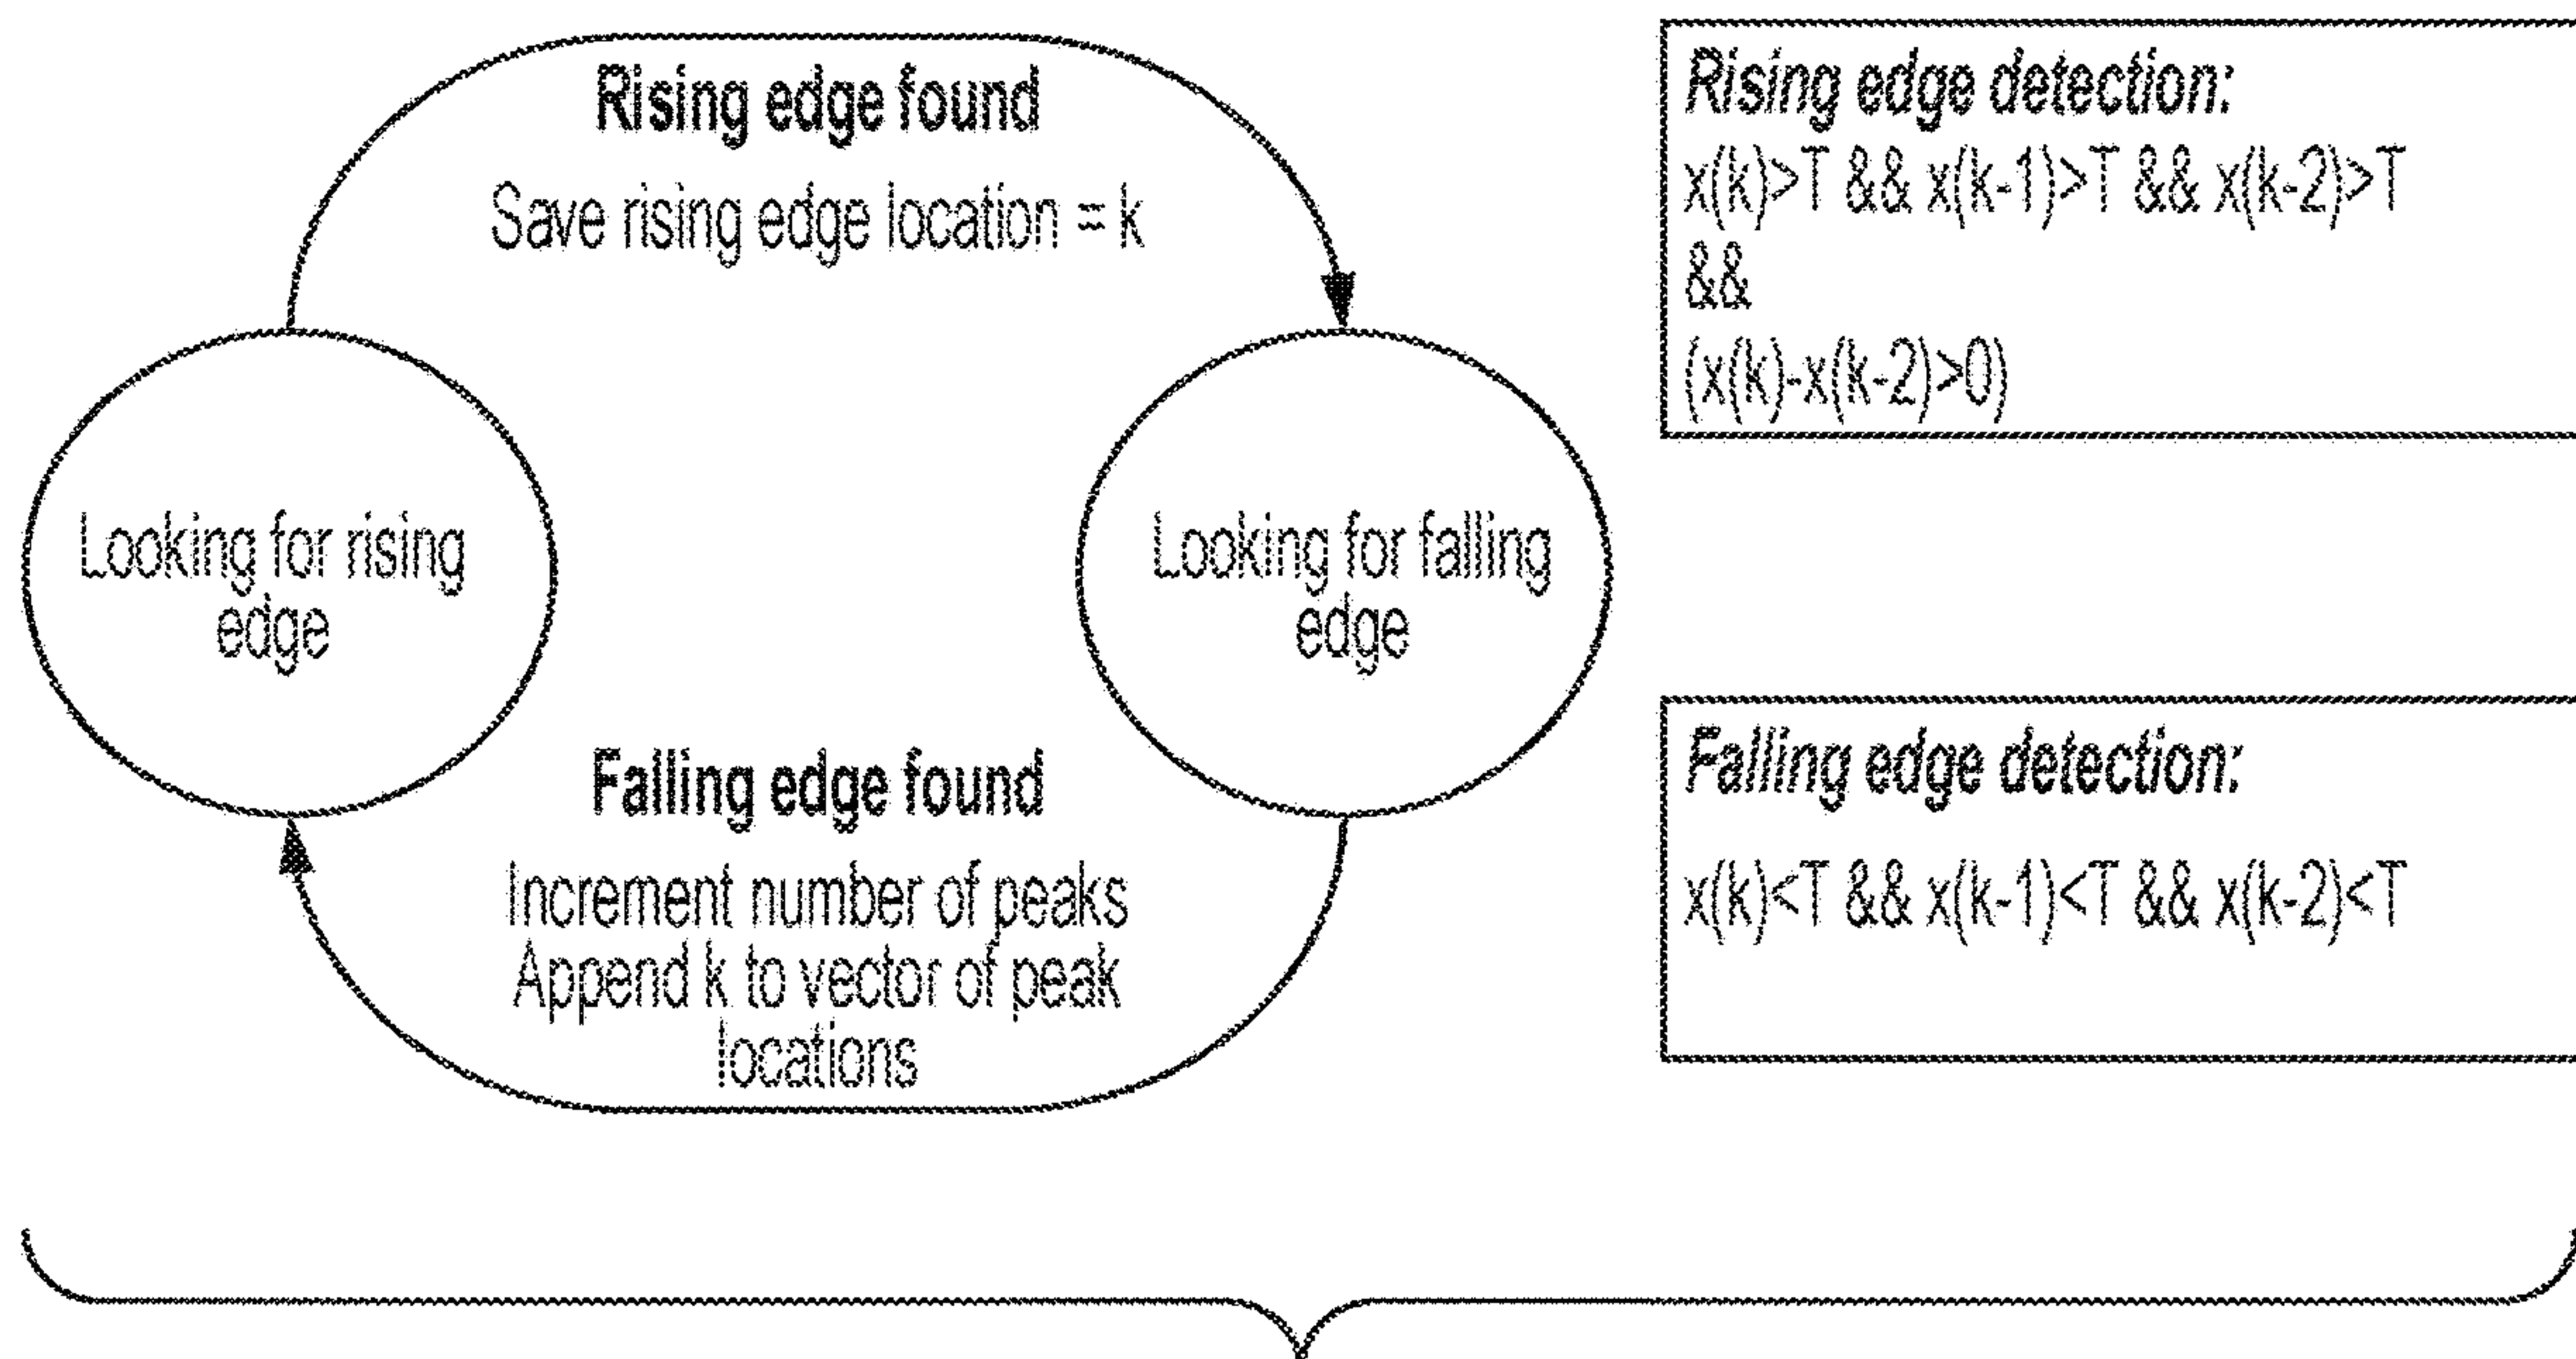 Rising edge found
Save rising edge location = k
Looking for rising
edge
Looking for falling
edge
Falling edge found
Increment number of peaks
Append k to vector of peak
locations
Rising edge detection:
x(k)>T && x(k-1)>T && x(k-2)>T
&&
(x(k)-x(k-2)>0)
Falling edge detection:
x(k)<T && x(k-1)<T && x(k-2)<T